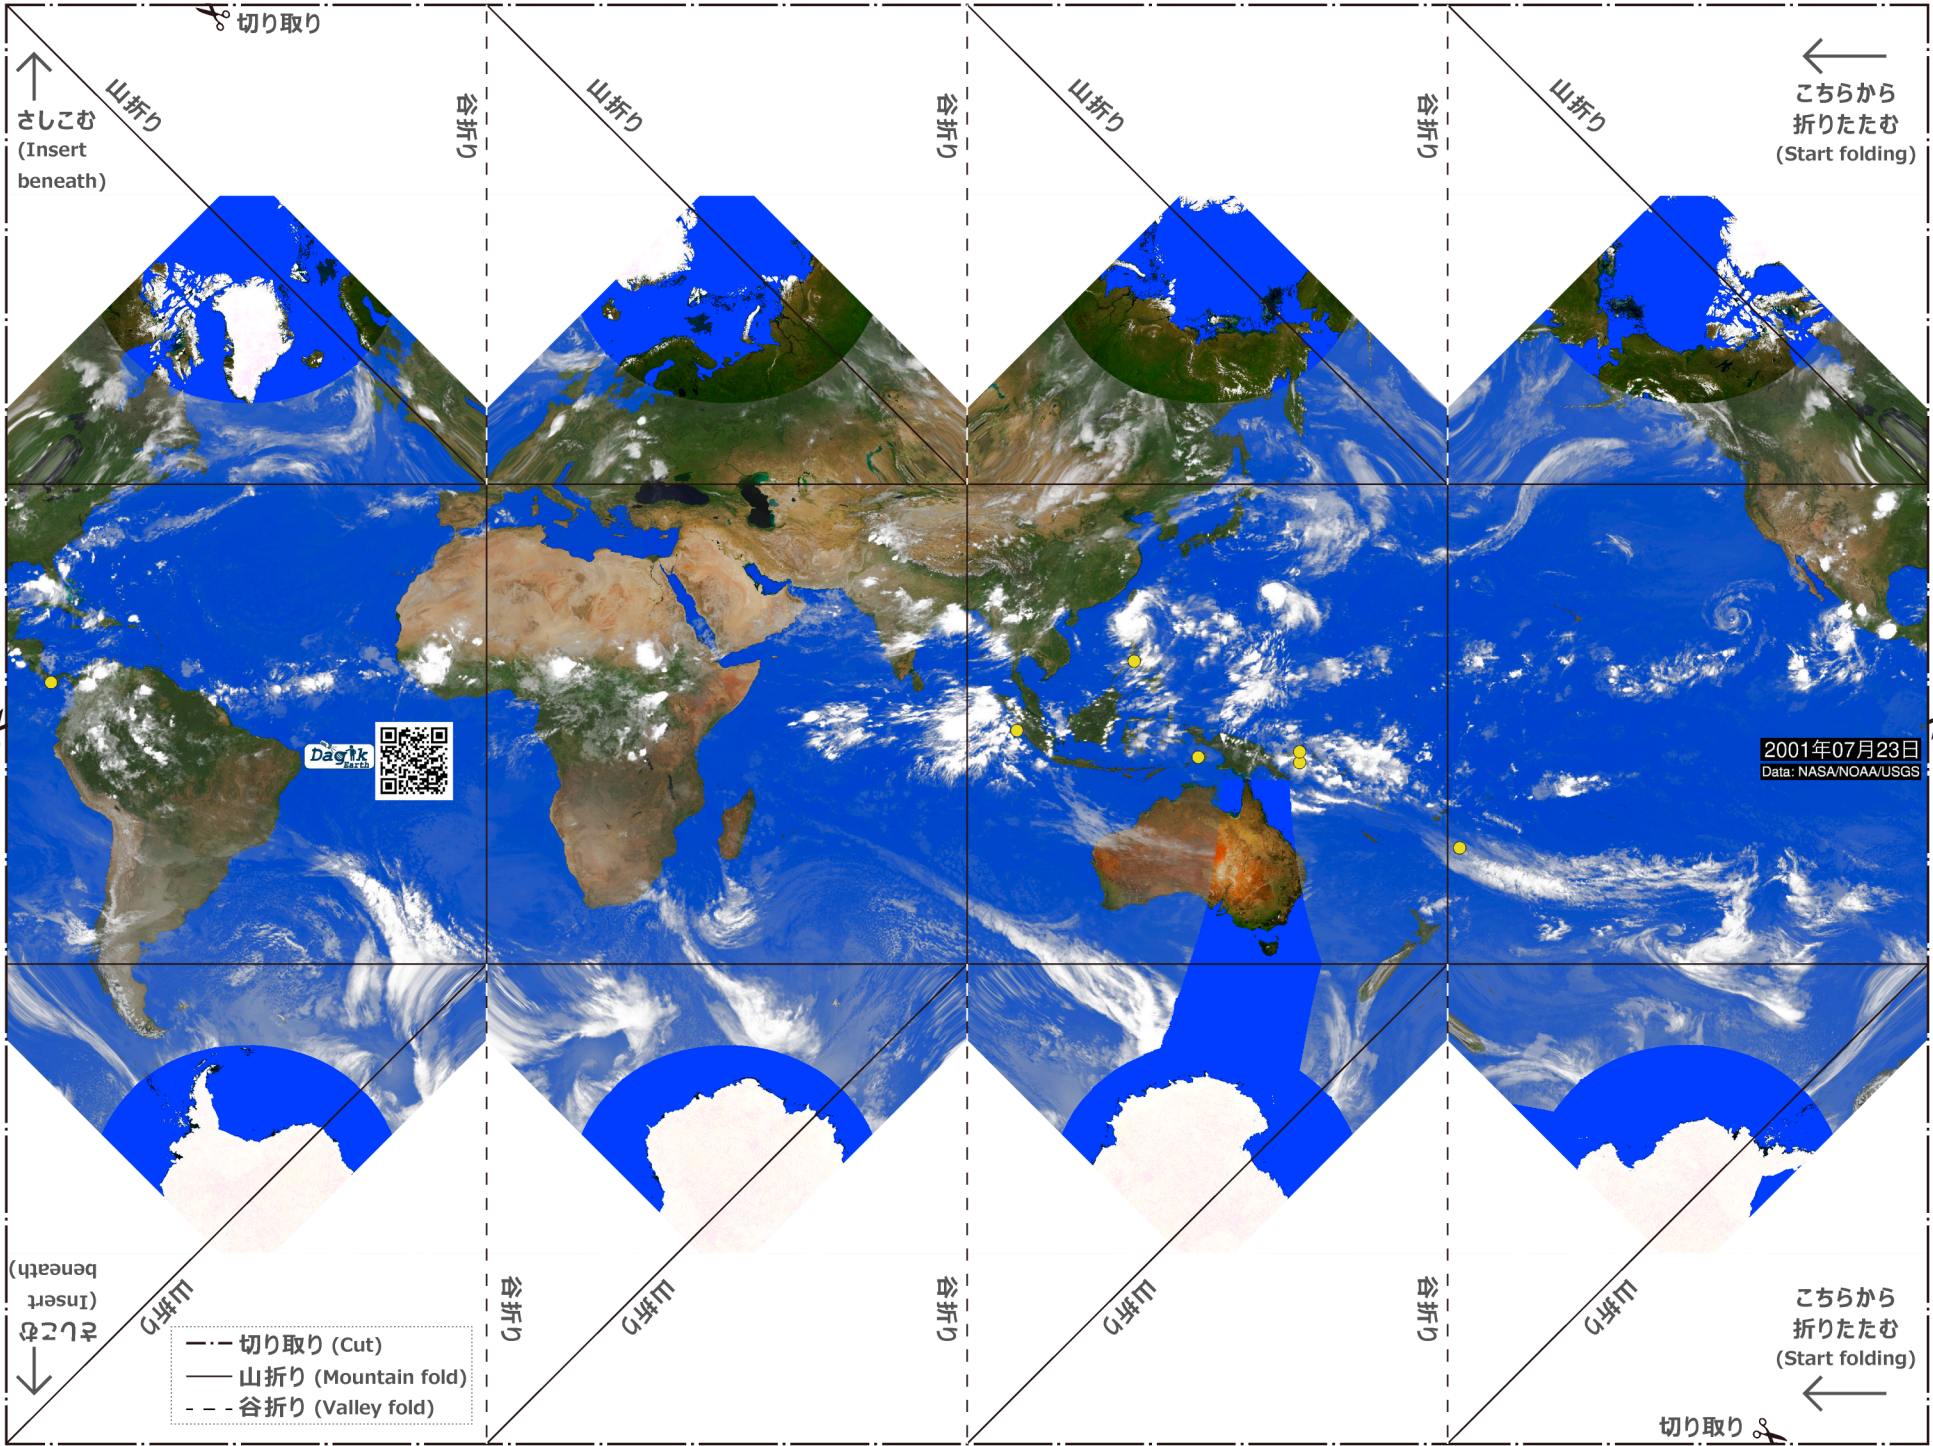 切り取り
山折り
谷折り
山折り
谷折り
山折り
谷折り
山折り
さしこむ
(Insert
beneath)
こちらから
折りたたむ
(Start folding)
Dagik
Earth
2001年07月23日
Data: NASA/NOAA/USGS
さしこむ
(Insert
beneath)
山折り
谷折り
山折り
谷折り
山折り
谷折り
山折り
切り取り (Cut)
山折り (Mountain fold)
谷折り (Valley fold)
こちらから
折りたたむ
(Start folding)
切り取り